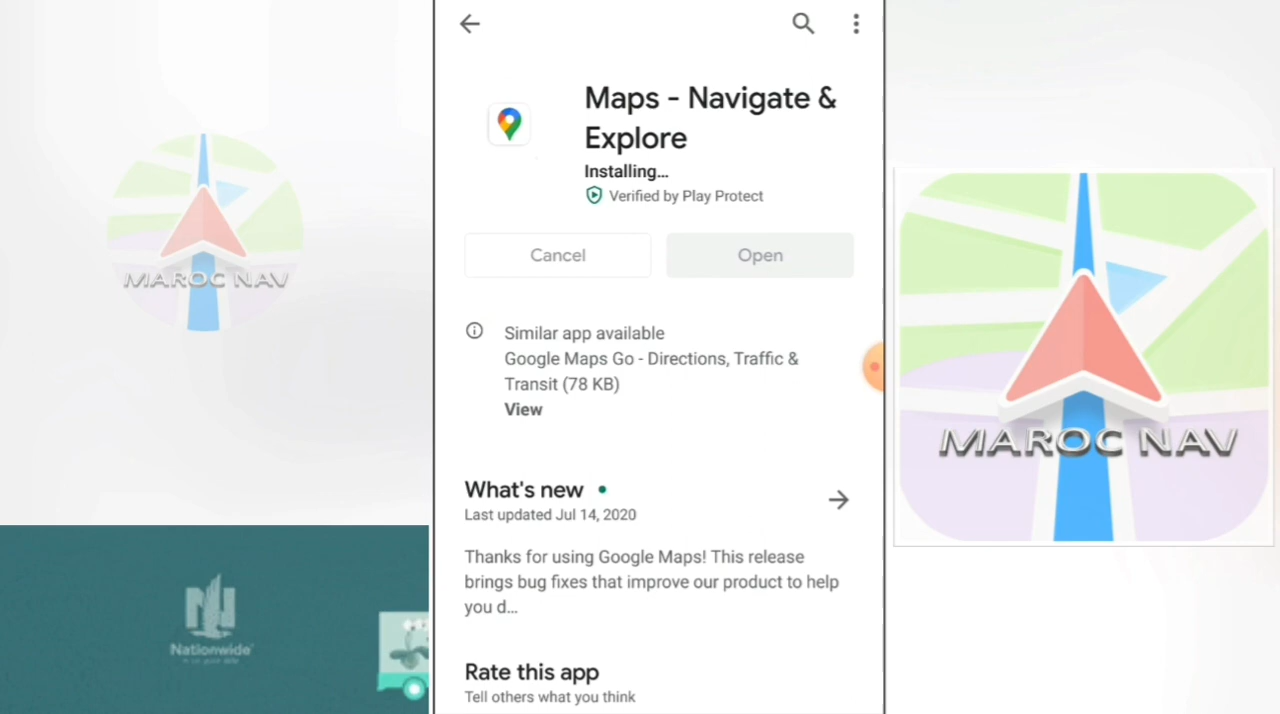 Maps - Navigate &
Explore
Installing...
Verified by Play Protect
Cancel
Open
Similar app available
Google Maps Go - Directions, Traffic &
Transit (78 KB)
View
What's new
Last updated Jul 14, 2020
Thanks for using Google Maps! This release
brings bug fixes that improve our product to help
you d...
Rate this app
Tell others what you think
MAROC NAV
Nationwide
MAROC NAV